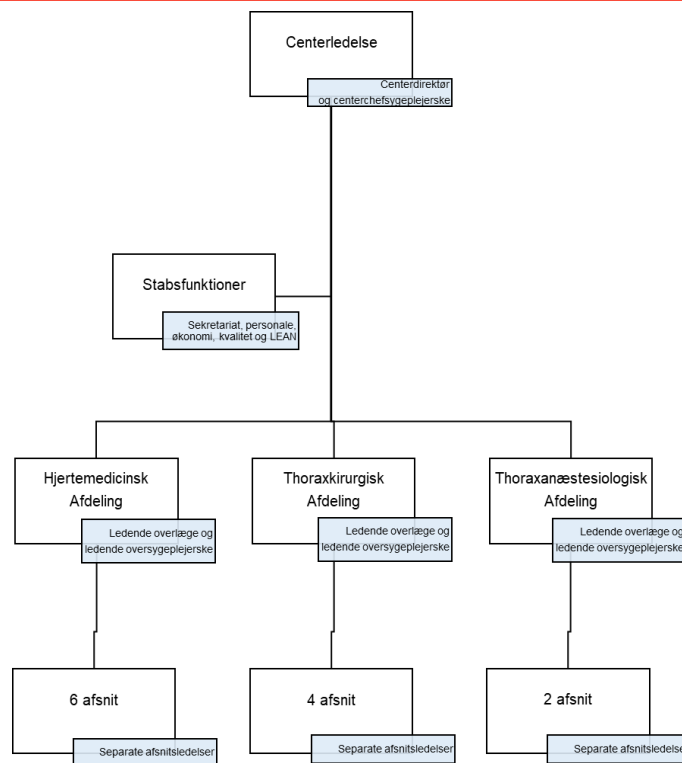 Centerledelse
Centerdirektør
og centerchefsygeplejerske
Stabsfunktioner
Sekretariat, personale,
økonomi, kvalitet og LEAN
Hjertemedicinsk
Afdeling
Ledende overlæge og
ledende oversygeplejerske
Thoraxkirurgisk
Afdeling
Ledende overlæge og
ledende oversygeplejerske
Thoraxanæstesiologisk
Afdeling
Ledende overlæge og
ledende oversygeplejerske
6 afsnit
Separate afsnitsledelser
4 afsnit
Separate afsnitsledelser
2 afsnit
Separate afsnitsledelse